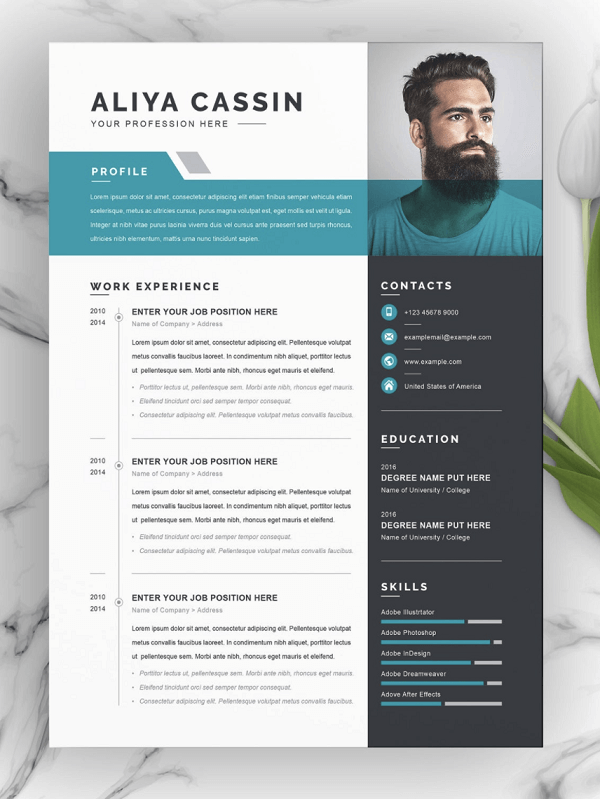 ALIYA CASSIN
YOUR PROFESSION HERE
PROFILE
Lorem ipsum dolor sit amet, consectetur adipiscing elit etiam finibus semper vehicula etiam
scelerisque, metus ac ultricies cursus, purus magna volutpat est, eget mollis est velit ut ligula.
Integer at nibh interdum, sagittis lacinia viverra duis vel cursus ante praesent sed turpis rhoncus,
ultricies nibh elementum, mattis urna nunc tincidunt sapien.
WORK EXPERIENCE
2010
2014
ENTER YOUR JOB POSITION HERE
Name of Company > Address
Lorem ipsum dolor sit amet, consectetur adipiscing elit. Pellentesque volutpat
metus convallis faucibus laoreet. In condimentum nibh aliquet, porttitor lectus
ut pellentesque sem. Morbi ante nibh, rhoncus eget mauris et eleifend.
• Porttitor lectus ut, pellentesque sem. Morbi ante nibh, rhoncus eget mauris.
• Eleifend tincidunt orci sed semper tempor consequat.
• Consectetur adipiscing elit. Pellentesque volutpat metus convallis faucibus.
2010
2014
ENTER YOUR JOB POSITION HERE
Name of Company > Address
Lorem ipsum dolor sit amet, consectetur adipiscing elit. Pellentesque volutpat
metus convallis faucibus laoreet. In condimentum nibh aliquet, porttitor lectus
ut pellentesque sem. Morbi ante nibh, rhoncus eget mauris et eleifend.
• Eleifend tincidunt orci sed semper tempor consequat.
• Consectetur adipiscing elit. Pellentesque volutpat metus convallis faucibus.
2010
2014
ENTER YOUR JOB POSITION HERE
Name of Company > Address
Lorem ipsum dolor sit amet, consectetur adipiscing elit. Pellentesque volutpat
metus convallis faucibus laoreet. In condimentum nibh aliquet, porttitor lectus
ut pellentesque sem. Morbi ante nibh, rhoncus eget mauris et eleifend.
• Porttitor lectus ut, pellentesque sem. Morbi ante nibh, rhoncus eget mauris.
• Eleifend tincidunt orci sed semper tempor consequat.
• Consectetur adipiscing elit. Pellentesque volutpat metus convallis faucibus.
CONTACTS
+123 45678 9000
examplemail@example.com
www.example.com
United States of America
EDUCATION
2016
DEGREE NAME PUT HERE
Name of University / College
2016
DEGREE NAME PUT HERE
Name of University / College
SKILLS
Adobe Illusrtator
Adobe Photoshop
Adobe InDesign
Adobe Dreamweaver
Adove After Effects